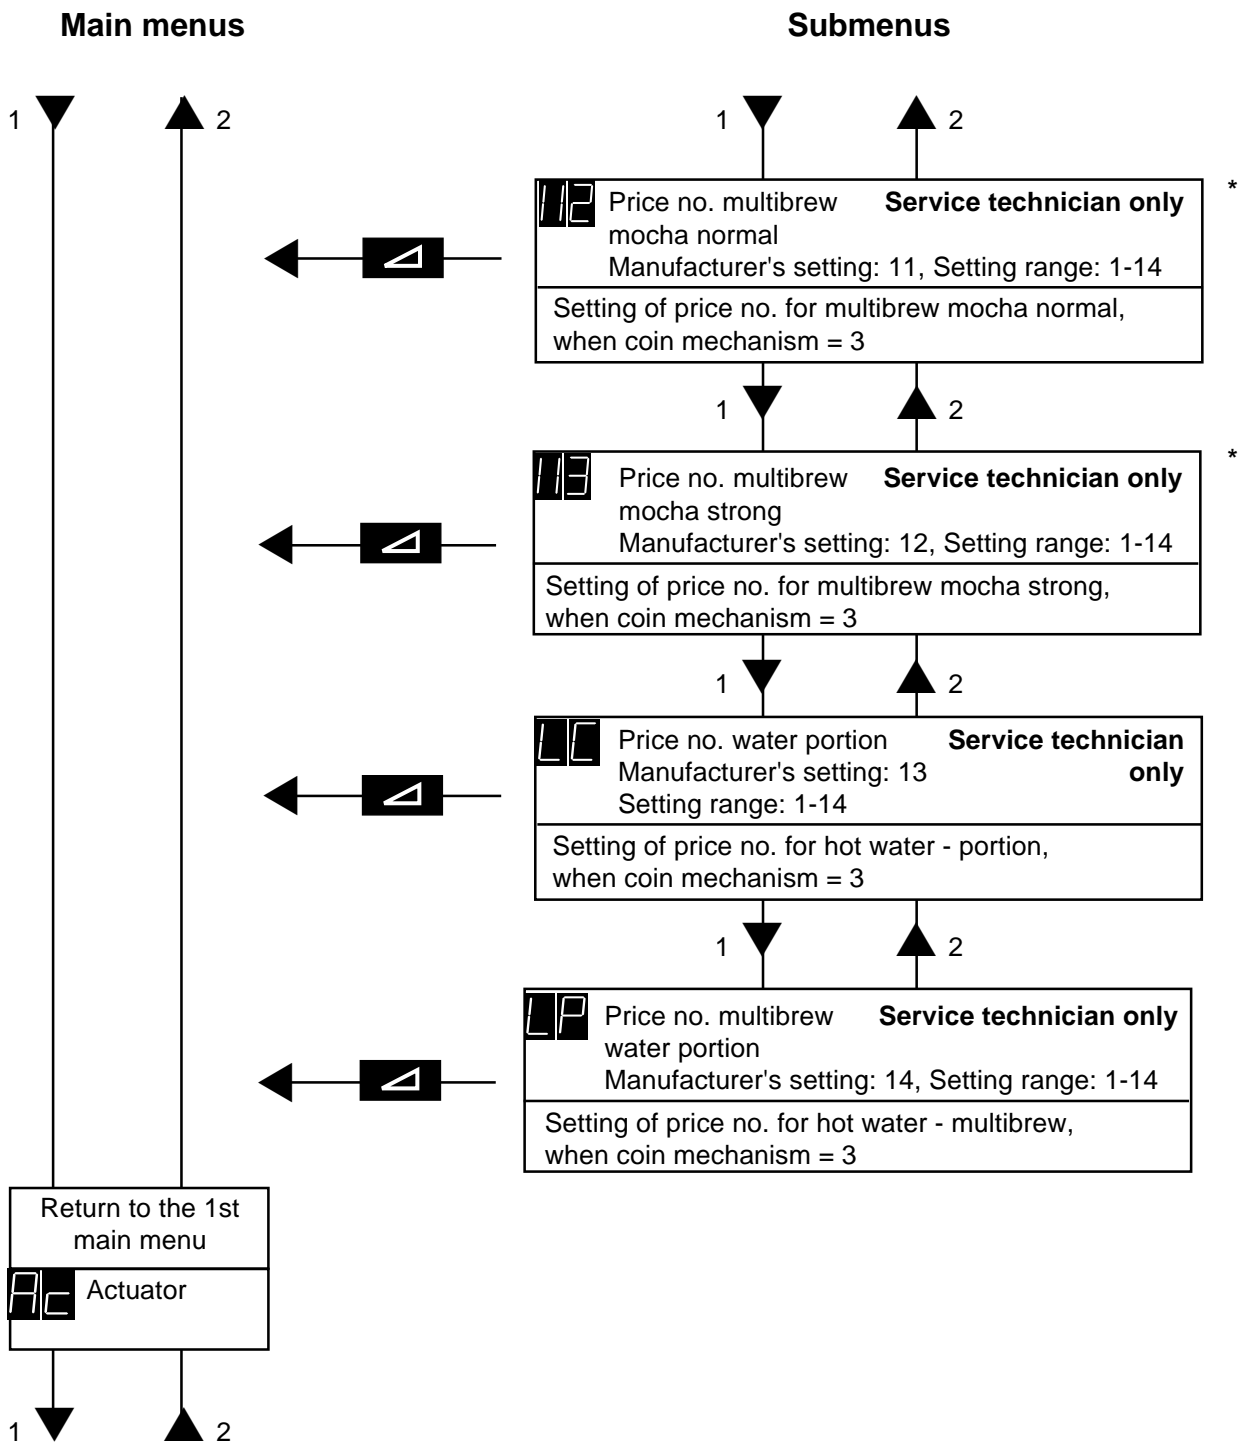 Main menus
Submenus
1 2
1 2
112 Price no. multibrew Service technician only *
mocha normal
Manufacturer's setting: 11, Setting range: 1-14
Setting of price no. for multibrew mocha normal,
when coin mechanism = 3
1 2
113 Price no. multibrew Service technician only *
mocha strong
Manufacturer's setting: 12, Setting range: 1-14
Setting of price no. for multibrew mocha strong,
when coin mechanism = 3
1 2
LC Price no. water portion Service technician
Manufacturer's setting: 13 only
Setting range: 1-14
Setting of price no. for hot water - portion,
when coin mechanism = 3
1 2
LP Price no. multibrew Service technician only
water portion
Manufacturer's setting: 14, Setting range: 1-14
Setting of price no. for hot water - multibrew,
when coin mechanism = 3
Return to the 1st
main menu
Ac Actuator
1 2